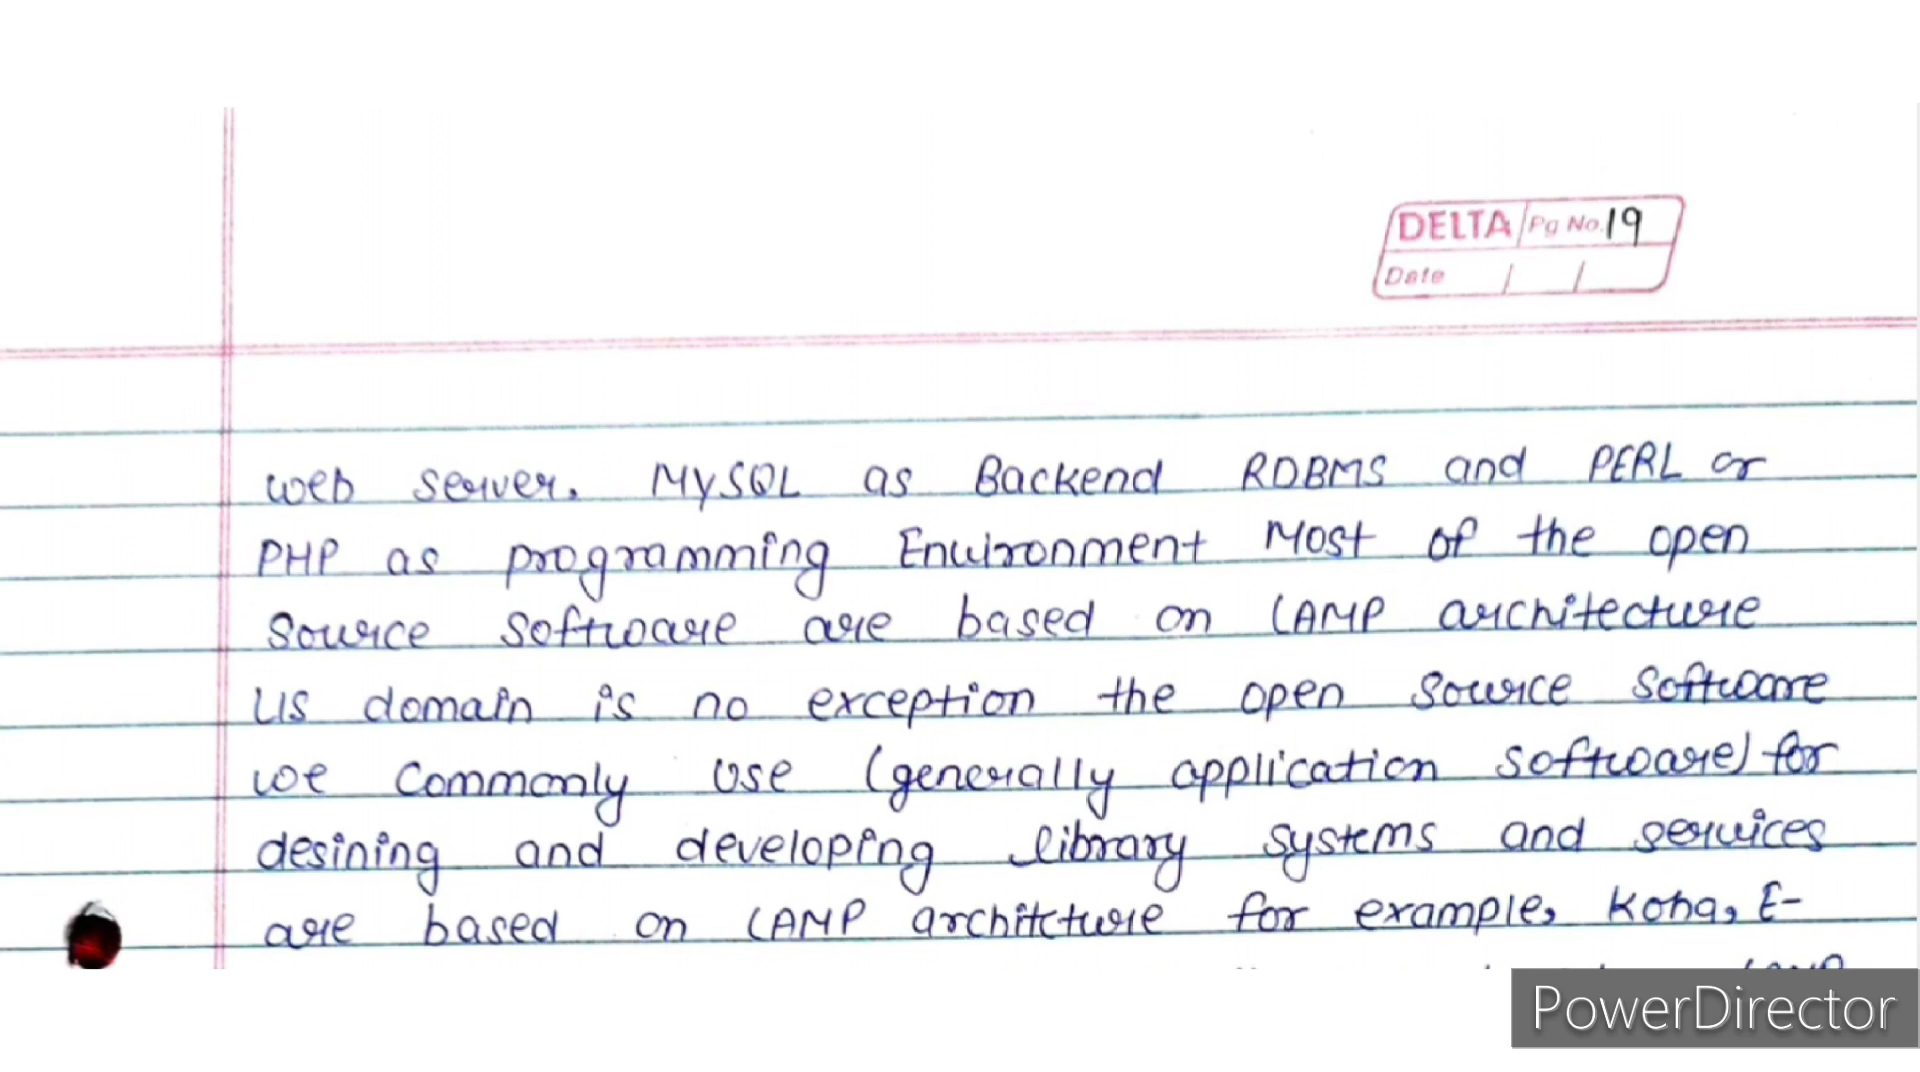 DELTA Pg No. 19
Date / /
web server. MYSQL as Backend RDBMS and PERL or
PHP as programming Environment Most of the open
Source Software are based on LAMP architecture
LIS domain is no exception the open source software
we commonly use (generally application software) for
desining and developing library systems and services
are based on LAMP architcture for example, Koha, E-
PowerDirector